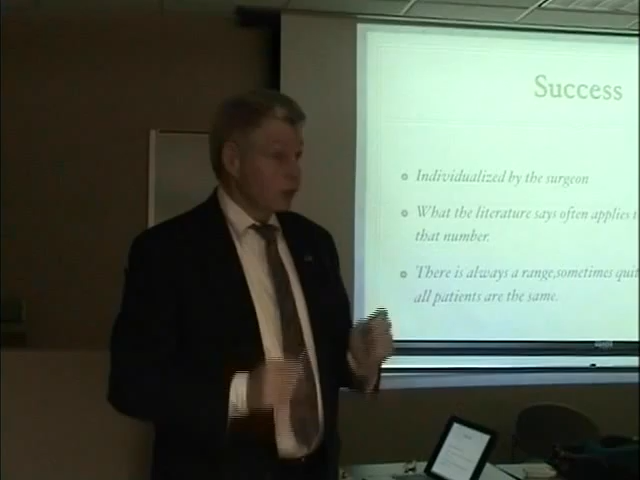 Success
Individualized by the surgeon
What the literature says often applies t
that number.
There is always a range,sometimes quit
all patients are the same.